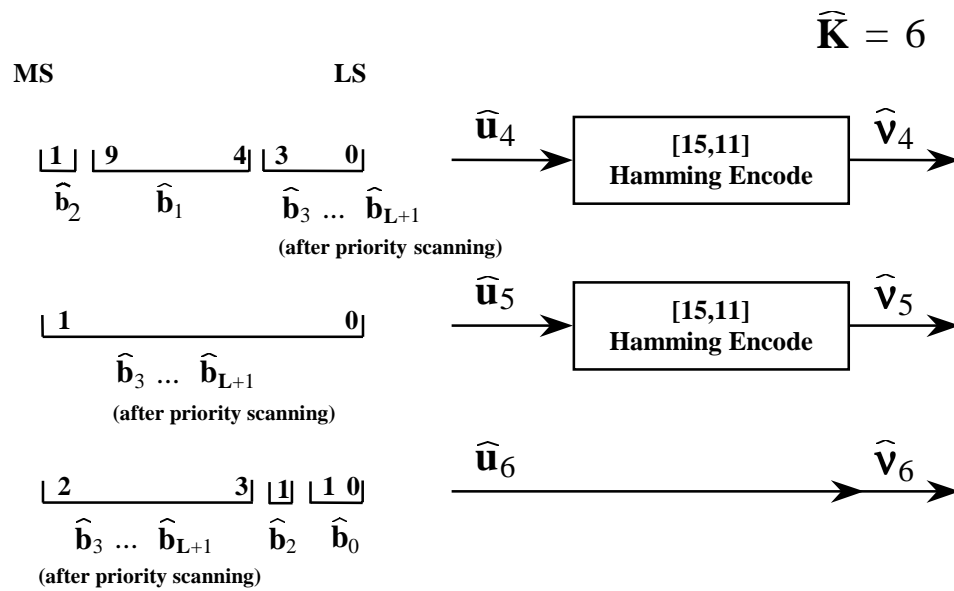 K̂ = 6
MS LS
1 9 4 3 0
b̂2 b̂1 b̂3 ... b̂L+1
(after priority scanning)
û4 [15,11] v̂4
Hamming Encode
1 0
b̂3 ... b̂L+1
(after priority scanning)
û5 [15,11] v̂5
Hamming Encode
2 3 1 1 0
b̂3 ... b̂L+1 b̂2 b̂0
(after priority scanning)
û6 v̂6